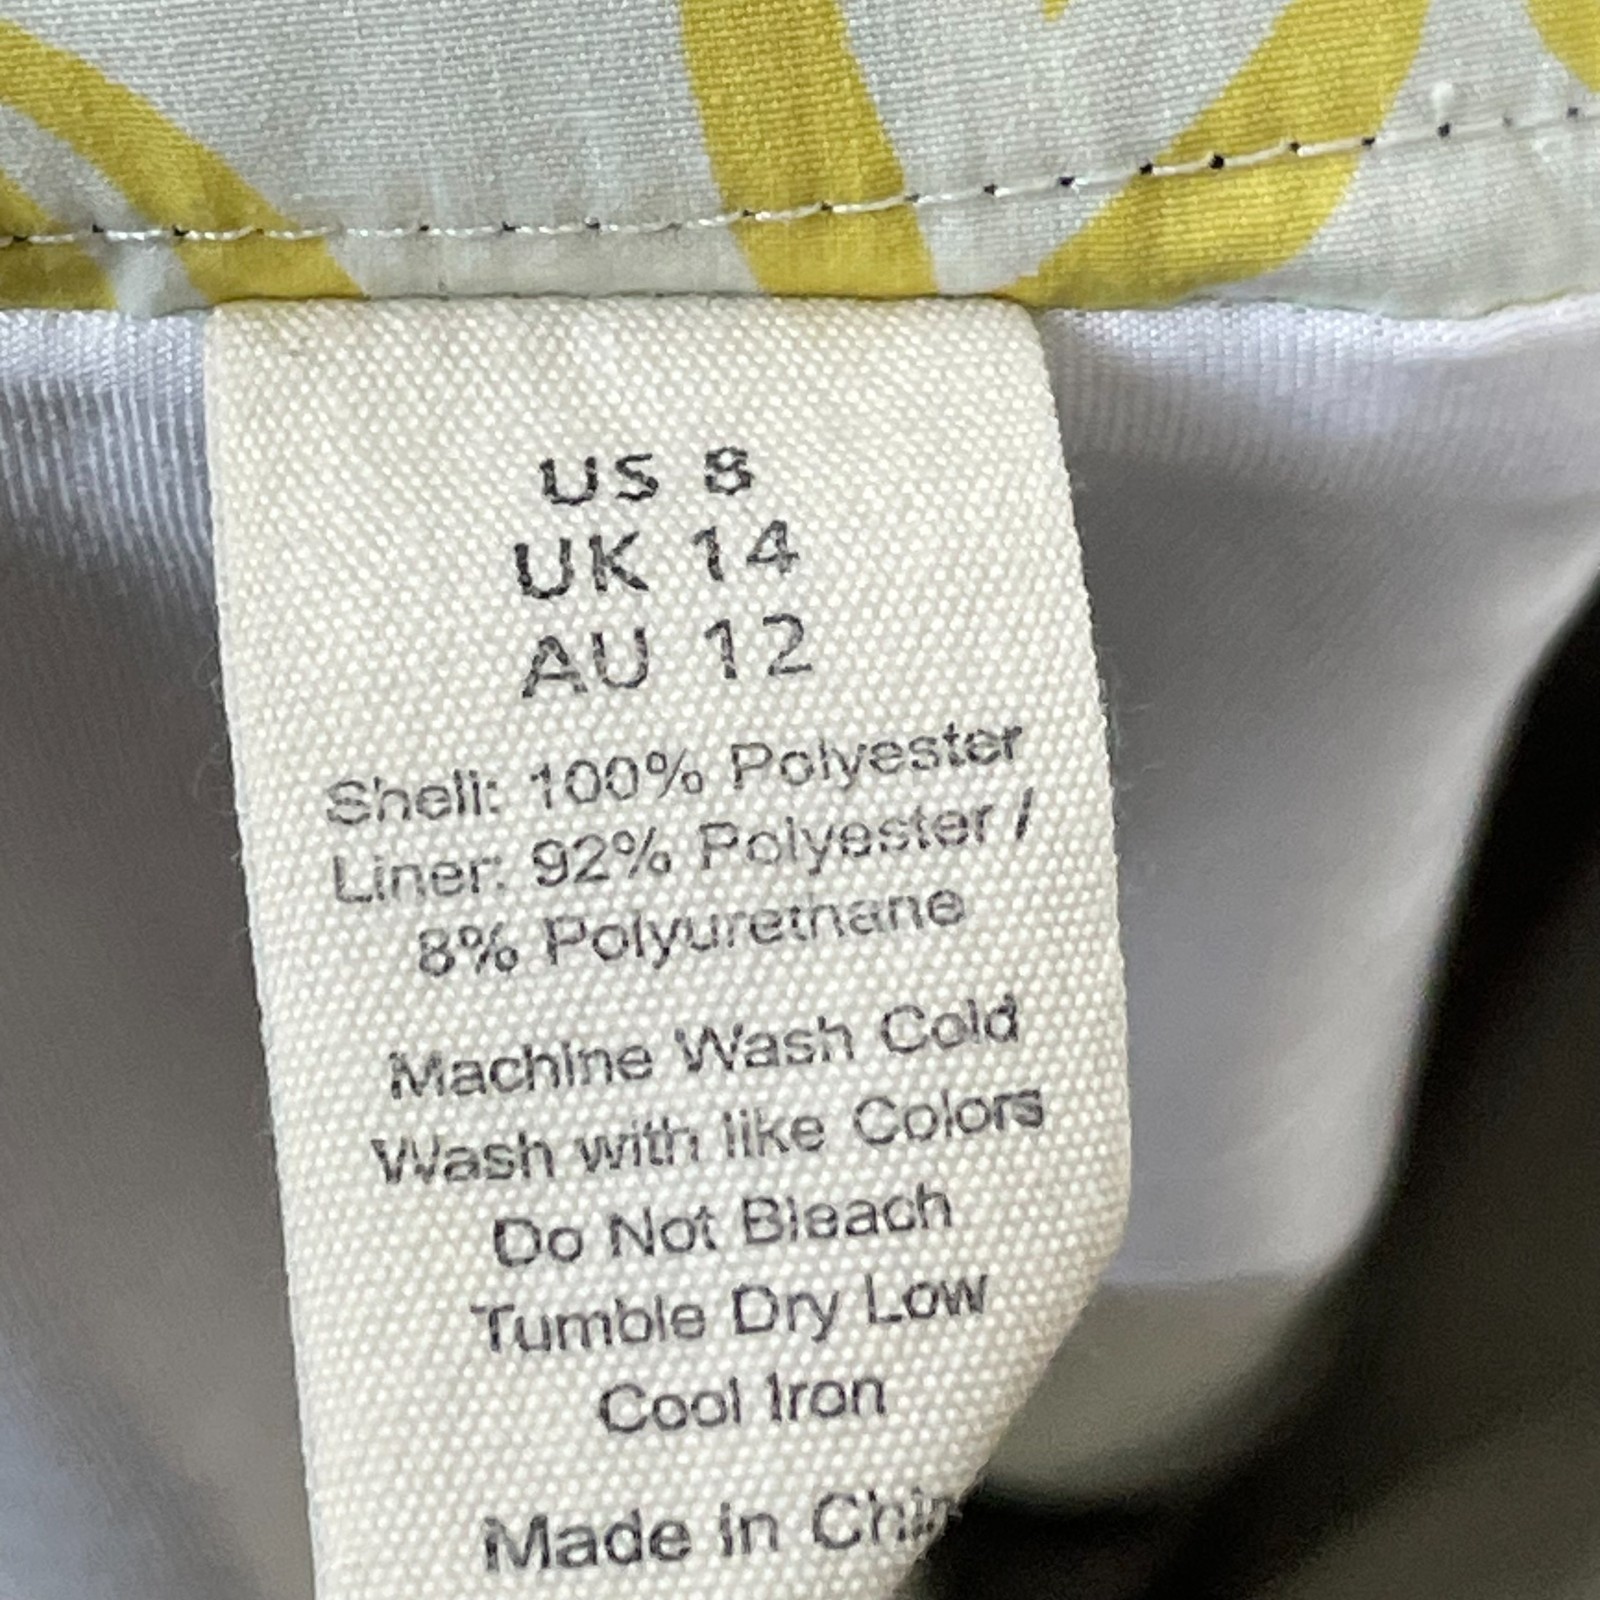 US 8
UK 14
AU 12
Shell: 100% Polyester
Liner: 92% Polyester /
8% Polyurethane
Machine Wash Cold
Wash with like Colors
Do Not Bleach
Tumble Dry Low
Cool Iron
Made in Chin